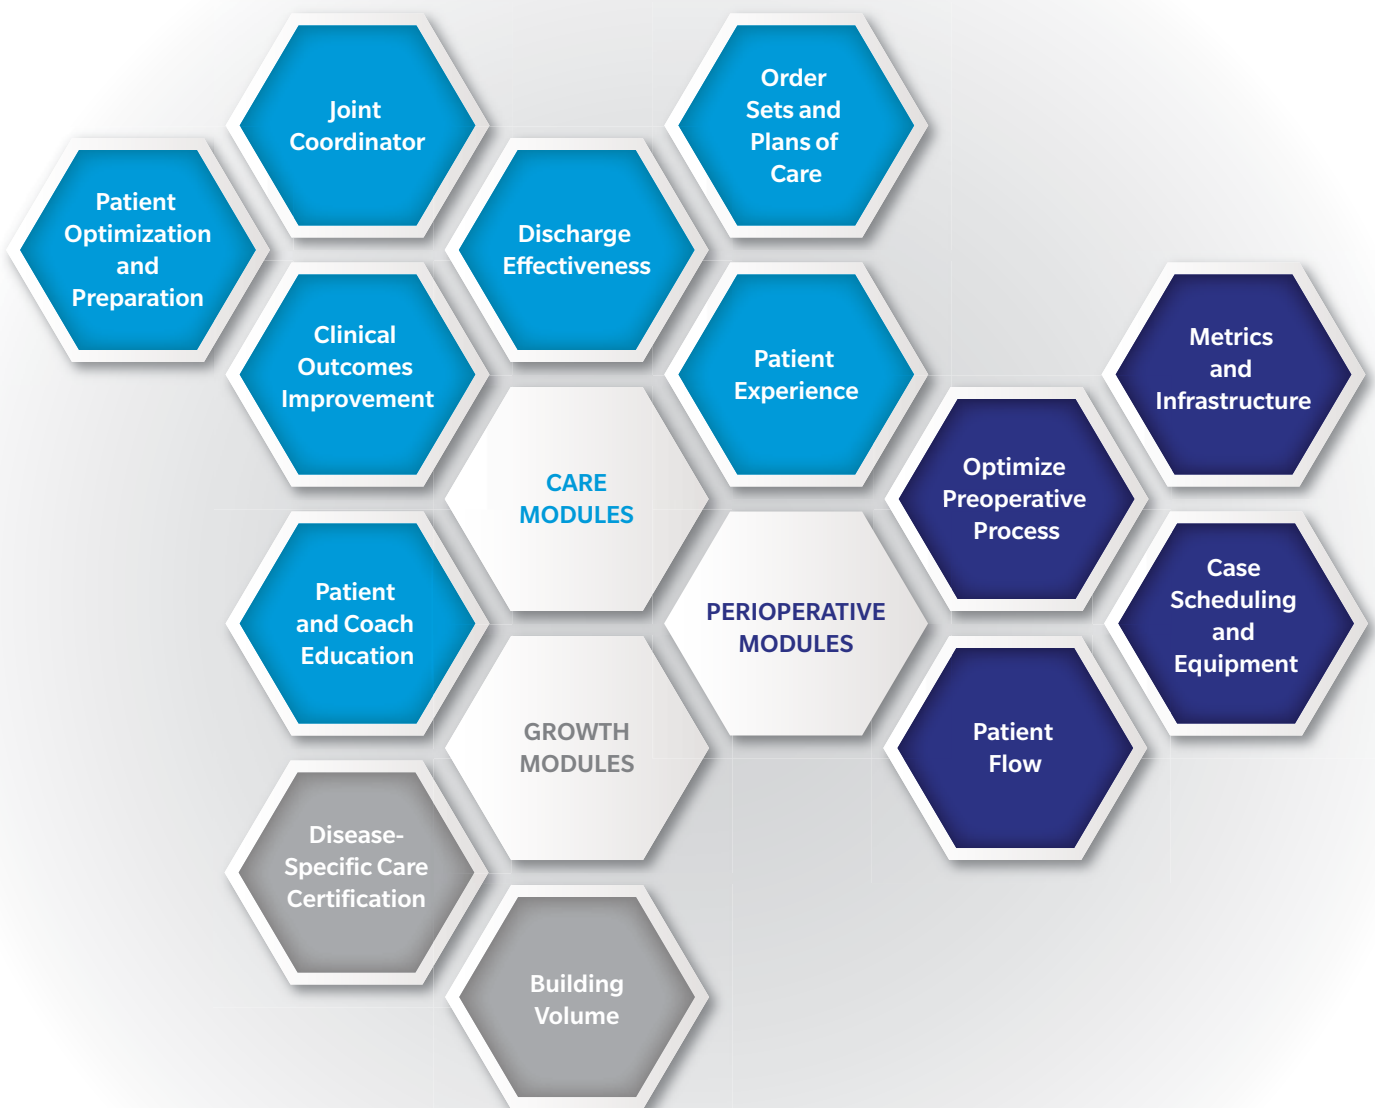 Joint
Coordinator
Order
Sets and
Plans of
Care
Patient
Optimization
and
Preparation
Discharge
Effectiveness
Clinical
Outcomes
Improvement
Patient
Experience
Metrics
and
Infrastructure
CARE
MODULES
Optimize
Preoperative
Process
Patient
and Coach
Education
PERIOPERATIVE
MODULES
Case
Scheduling
and
Equipment
GROWTH
MODULES
Patient
Flow
Disease-
Specific Care
Certification
Building
Volume